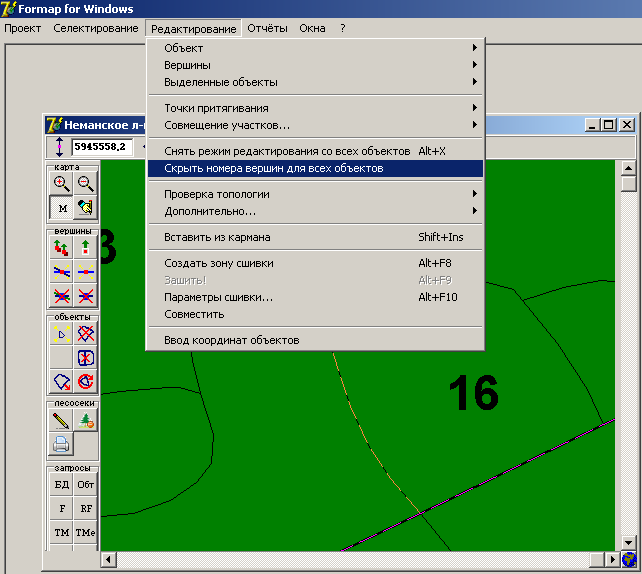 Formap for Windows
Проект Селектирование Редактирование Отчёты Окна ?
Объект
Вершины
Выделенные объекты
Точки притягивания
Совмещение участков...
Снять режим редактирования со всех объектов Alt+X
Скрыть номера вершин для всех объектов
Проверка топологии
Дополнительно...
Вставить из кармана Shift+Ins
Создать зону сшивки Alt+F8
Зашить! Alt+F9
Параметры сшивки... Alt+F10
Совместить
Ввод координат объектов
Неманское л-
5945558,2
карта
М
вершины
объекты
лесосеки
запросы
БД Обт
F RF
ТМ ТМе
3
16